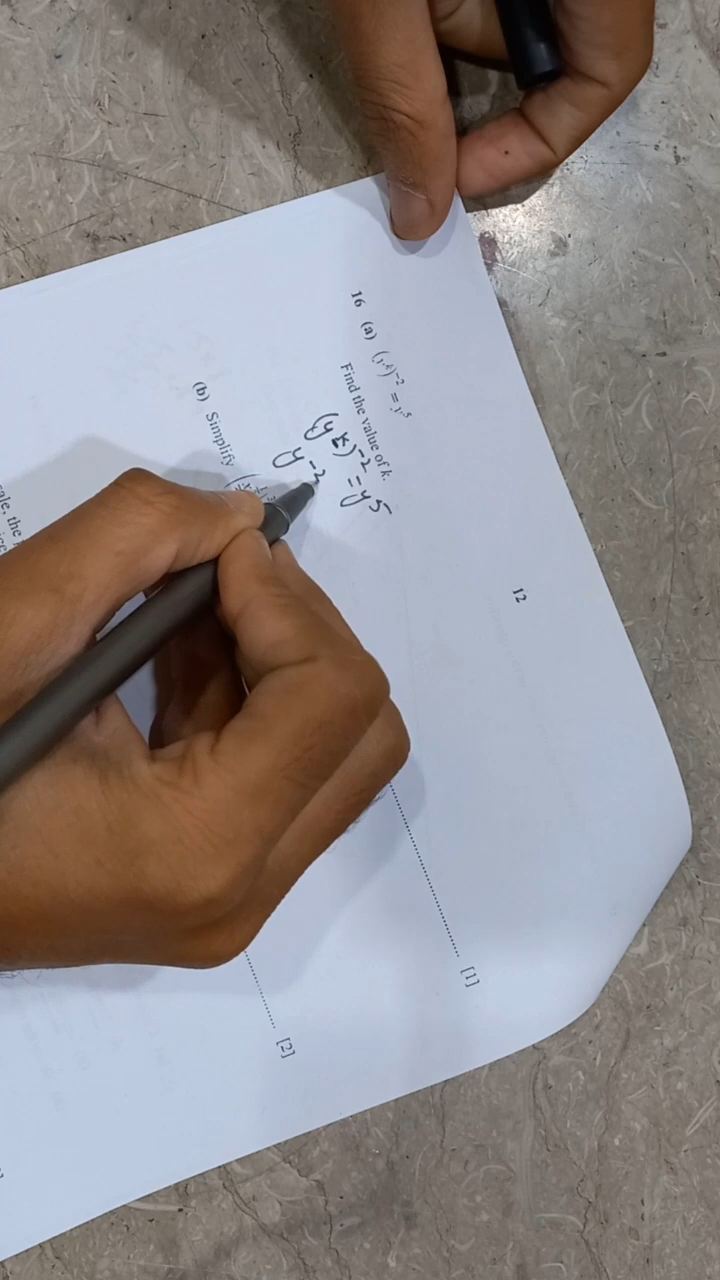 12
16 (a) (y^k)^-2 = y^5
Find the value of k.
(y^k)^-2 = y^5
y^-2
[1]
(b) Simplify
[2]